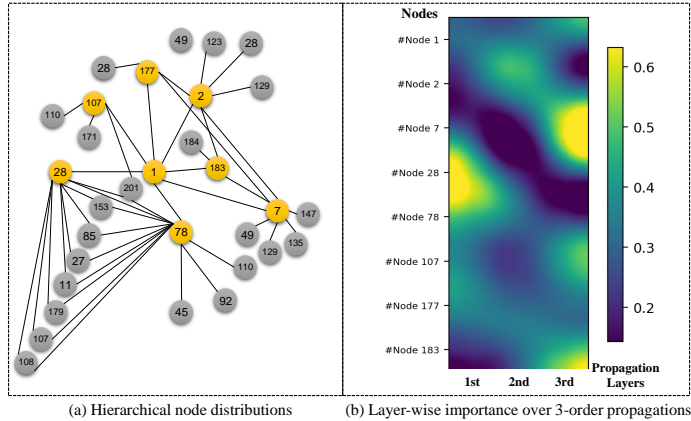 49
123
28
28
177
129
2
107
110
171
184
183
28
1
201
153
7
147
85
78
49
135
27
129
110
11
92
179
45
107
108
(a) Hierarchical node distributions
Nodes
#Node 1
#Node 2
#Node 7
#Node 28
#Node 78
#Node 107
#Node 177
#Node 183
0.6
0.5
0.4
0.3
0.2
1st 2nd 3rd
Propagation
Layers
(b) Layer-wise importance over 3-order propagations